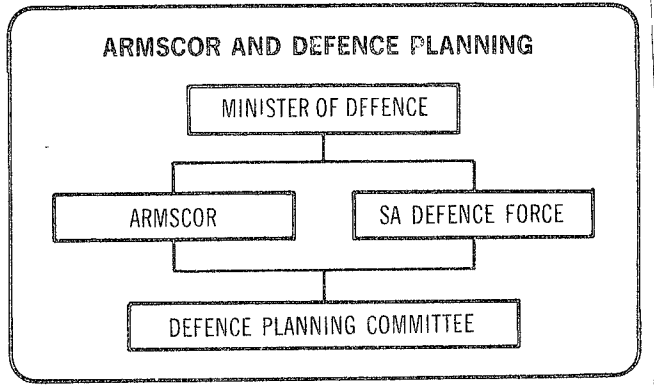 ARMSCOR AND DEFENCE PLANNING
MINISTER OF DFFENCE
ARMSCOR
SA DEFENCE FORCE
DEFENCE PLANNING COMMITTEE